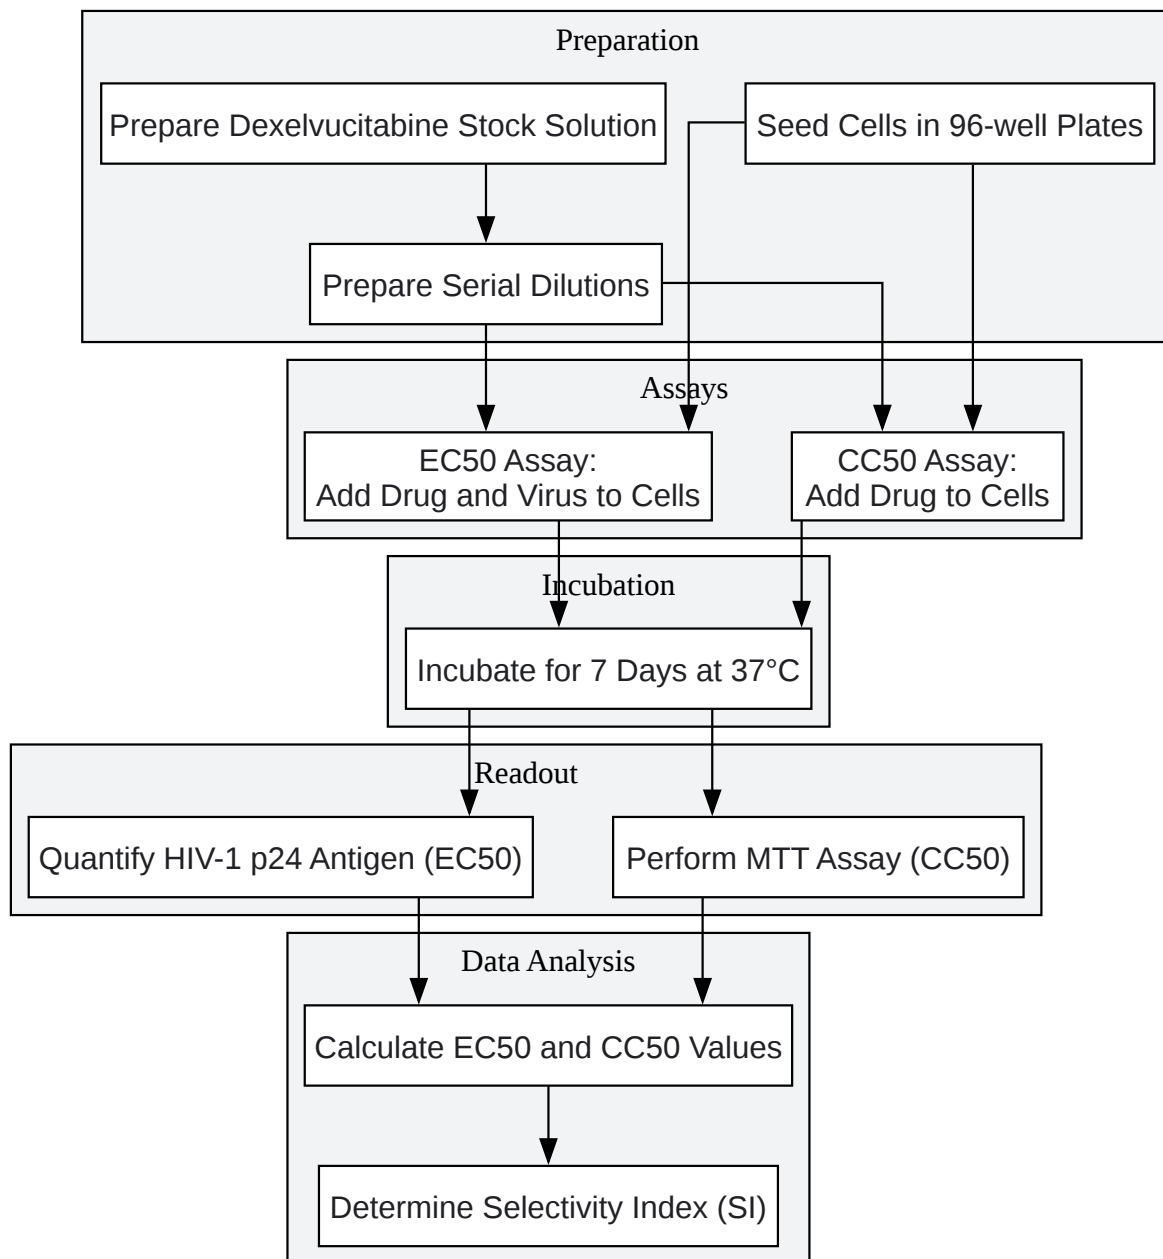 Preparation
Prepare Dexelvucitabine Stock Solution
Seed Cells in 96-well Plates
Prepare Serial Dilutions
Assays
EC50 Assay:
Add Drug and Virus to Cells
CC50 Assay:
Add Drug to Cells
Incubation
Incubate for 7 Days at 37°C
Readout
Quantify HIV-1 p24 Antigen (EC50)
Perform MTT Assay (CC50)
Data Analysis
Calculate EC50 and CC50 Values
Determine Selectivity Index (SI)